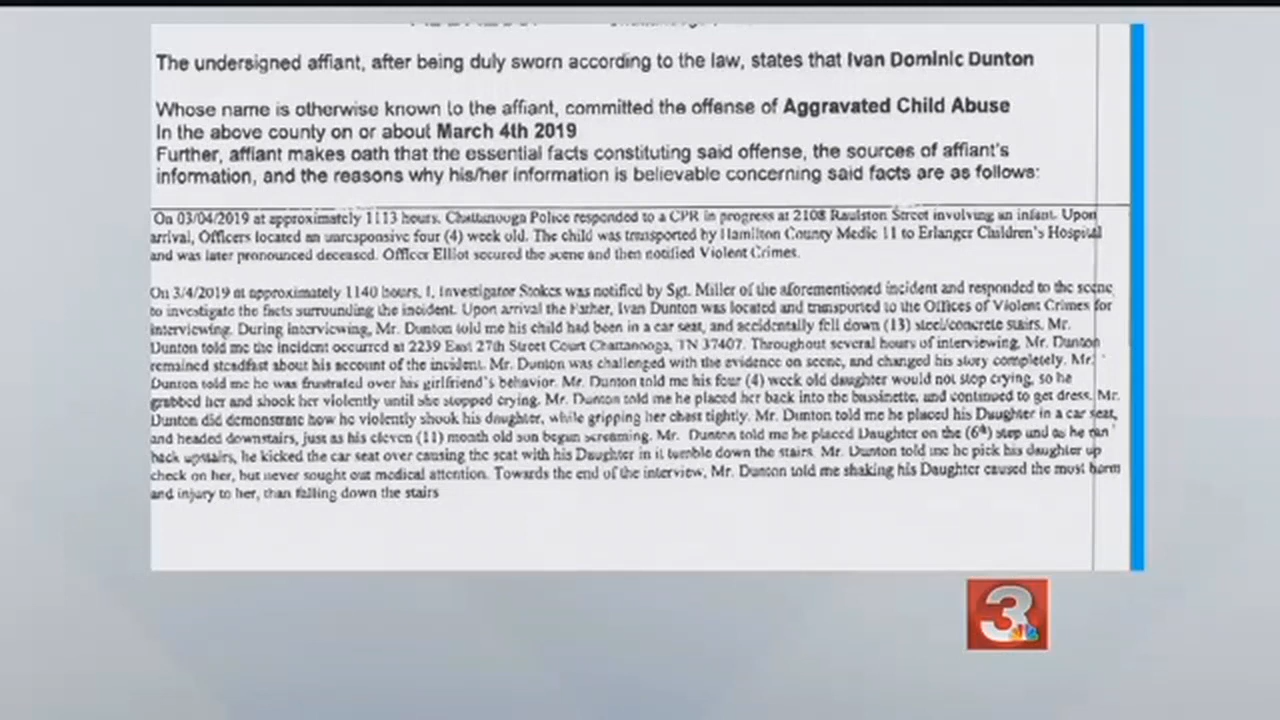 The undersigned affiant, after being duly sworn according to the law, states that Ivan Dominic Dunton
Whose name is otherwise known to the affiant, committed the offense of Aggravated Child Abuse
In the above county on or about March 4th 2019
Further, affiant makes oath that the essential facts constituting said offense, the sources of affiant's
information, and the reasons why his/her information is believable concerning said facts are as follows:
On 03/04/2019 at approximately 1113 hours, Chattanooga Police responded to a CPR in progress at 2108 Raulston Street involving an infant. Upon
arrival, Officers located an unresponsive four (4) week old. The child was transported by Hamilton County Medic 11 to Erlanger Children's Hospital
and was later pronounced deceased. Officer Elliot secured the scene and then notified Violent Crimes.
On 3/4/2019 at approximately 1140 hours, I, Investigator Stokes was notified by Sgt. Miller of the aforementioned incident and responded to the scene
to investigate the facts surrounding the incident. Upon arrival the Father, Ivan Dunton was located and transported to the Offices of Violent Crimes for
interviewing. During interviewing, Mr. Dunton told me his child had been in a car seat, and accidentally fell down (13) steel/concrete stairs. Mr.
Dunton told me the incident occurred at 2239 East 27th Street Court Chattanooga, TN 37407. Throughout several hours of interviewing, Mr. Dunton
remained steadfast about his account of the incident. Mr. Dunton was challenged with the evidence on scene, and changed his story completely. Mr.
Dunton told me he was frustrated over his girlfriend's behavior. Mr. Dunton told me his four (4) week old daughter would not stop crying, so he
grabbed her and shook her violently until she stopped crying. Mr. Dunton told me he placed her back into the bassinette, and continued to get dress. Mr.
Dunton did demonstrate how he violently shook his daughter, while gripping her chest tightly. Mr. Dunton told me he placed his Daughter in a car seat,
and headed downstairs, just as his eleven (11) month old son began screaming. Mr. Dunton told me he placed Daughter on the (6th) step and as he ran
back upstairs, he kicked the car seat over causing the seat with his Daughter in it tumble down the stairs. Mr. Dunton told me he pick his daughter up
check on her, but never sought out medical attention. Towards the end of the interview, Mr. Dunton told me shaking his Daughter caused the most harm
and injury to her, than falling down the stairs
3